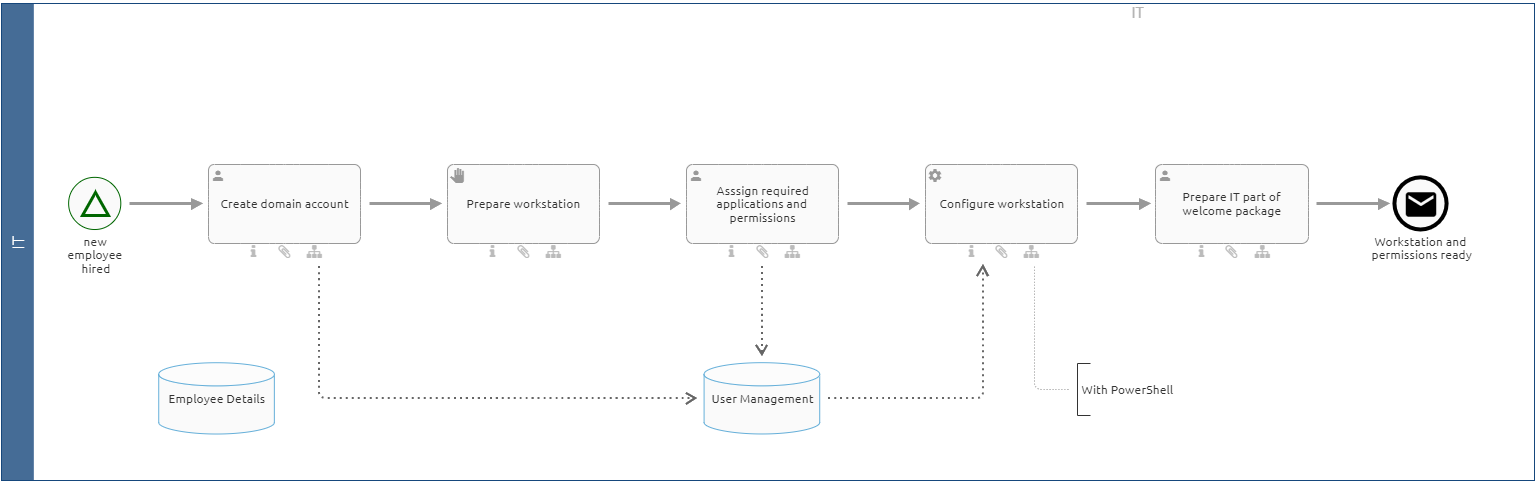 IT
IT
Create domain account
Prepare workstation
Asssign required
applications and
permissions
Configure workstation
Prepare IT part of
welcome package
new
employee
hired
Workstation and
permissions ready
Employee Details
User Management
With PowerShell